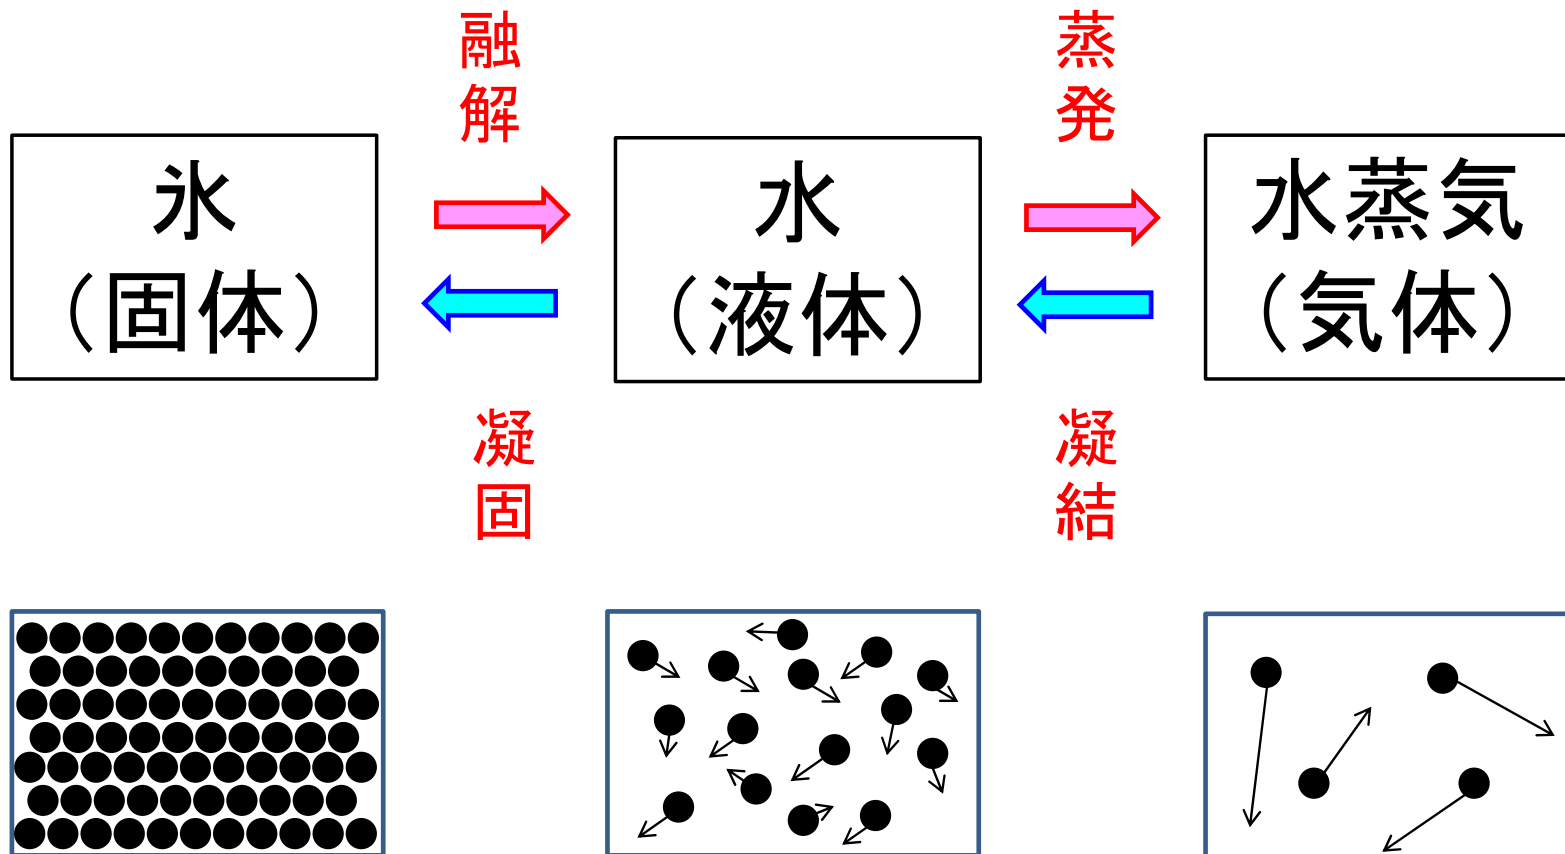 融解
蒸発
氷
（固体）
水
（液体）
水蒸気
（気体）
凝固
凝結